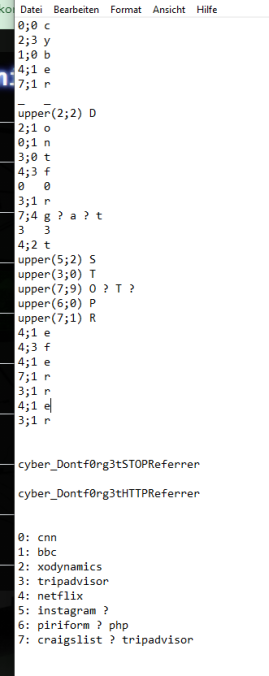 Datei Bearbeiten Format Ansicht Hilfe
0;0 c
2;3 y
1;0 b
4;1 e
7;1 r
_ _
upper(2;2) D
2;1 o
0;1 n
3;0 t
4;3 f
0 0
3;1 r
7;4 g ? a ? t
3 3
4;2 t
upper(5;2) S
upper(3;0) T
upper(7;9) O ? T ?
upper(6;0) P
upper(7;1) R
4;1 e
4;3 f
4;1 e
7;1 r
3;1 r
4;1 e
3;1 r
cyber_Dontf0rg3tSTOPReferrer
cyber_Dontf0rg3tHTTPReferrer
0: cnn
1: bbc
2: xodynamics
3: tripadvisor
4: netflix
5: instagram ?
6: piriform ? php
7: craigslist ? tripadvisor